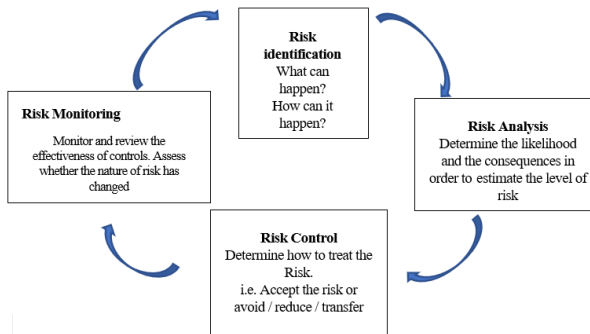 Risk
identification
What can
happen?
How can it
happen?
Risk Analysis
Determine the likelihood
and the consequences in
order to estimate the level of
risk
Risk Control
Determine how to treat the
Risk.
i.e. Accept the risk or
avoid / reduce / transfer
Risk Monitoring
Monitor and review the
effectiveness of controls. Assess
whether the nature of risk has
changed